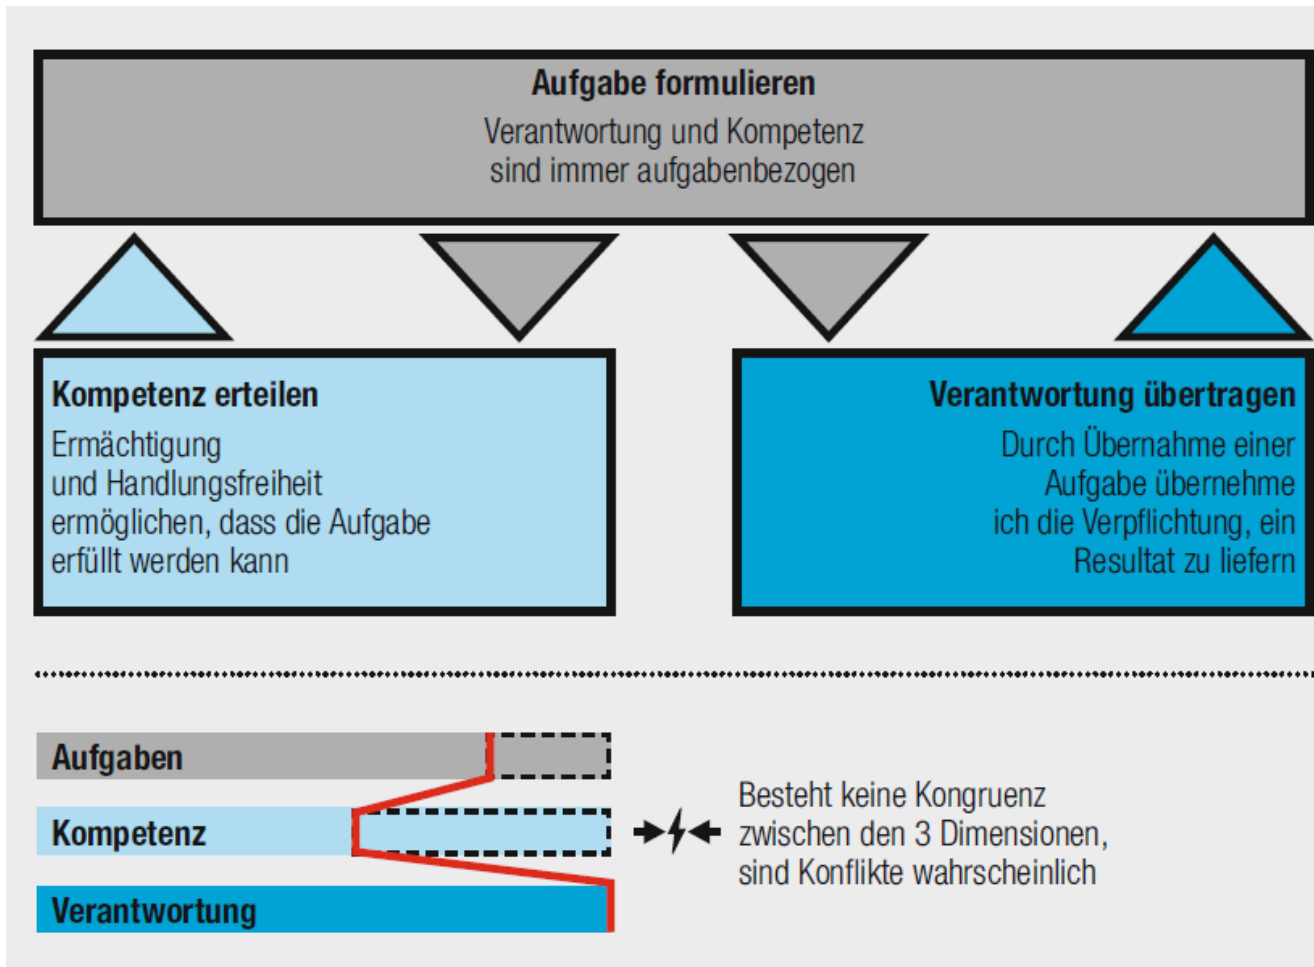 Aufgabe formulieren
Verantwortung und Kompetenz
sind immer aufgabenbezogen
Kompetenz erteilen
Ermächtigung
und Handlungsfreiheit
ermöglichen, dass die Aufgabe
erfüllt werden kann
Verantwortung übertragen
Durch Übernahme einer
Aufgabe übernehme
ich die Verpflichtung, ein
Resultat zu liefern
Aufgaben
Kompetenz
Verantwortung
Besteht keine Kongruenz
zwischen den 3 Dimensionen,
sind Konflikte wahrscheinlich